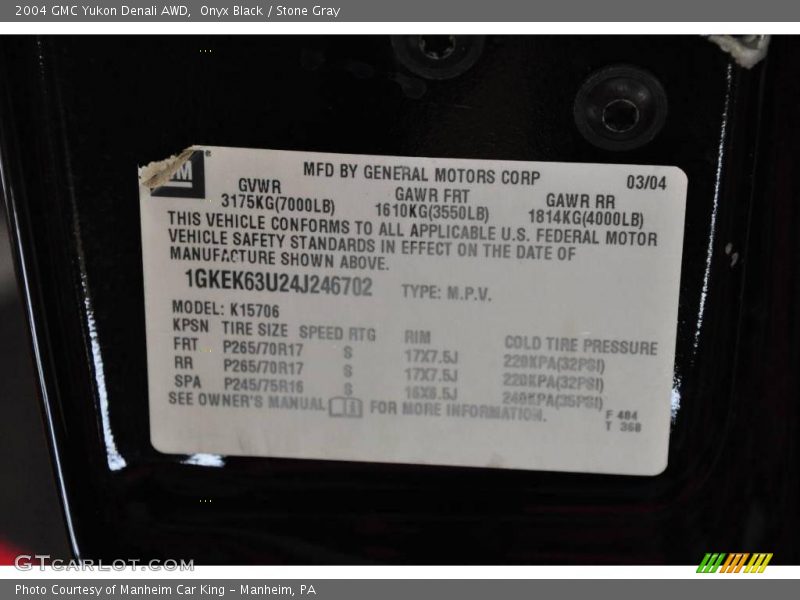 2004 GMC Yukon Denali AWD, Onyx Black / Stone Gray
MFD BY GENERAL MOTORS CORP
03/04
GVWR GAWR FRT GAWR RR
3175KG(7000LB) 1610KG(3550LB) 1814KG(4000LB)
THIS VEHICLE CONFORMS TO ALL APPLICABLE U.S. FEDERAL MOTOR
VEHICLE SAFETY STANDARDS IN EFFECT ON THE DATE OF
MANUFACTURE SHOWN ABOVE.
1GKEK63U24J246702 TYPE: M.P.V.
MODEL: K15706
KPSN TIRE SIZE SPEED RTG RIM COLD TIRE PRESSURE
FRT P265/70R17 S 17X7.5J 220KPA(32PSI)
RR P265/70R17 S 17X7.5J 220KPA(32PSI)
SPA P245/75R16 S 16X6.5J 240KPA(35PSI)
SEE OWNER'S MANUAL FOR MORE INFORMATION.
F 484
T 368
GTCARLOT.COM
Photo Courtesy of Manheim Car King - Manheim, PA